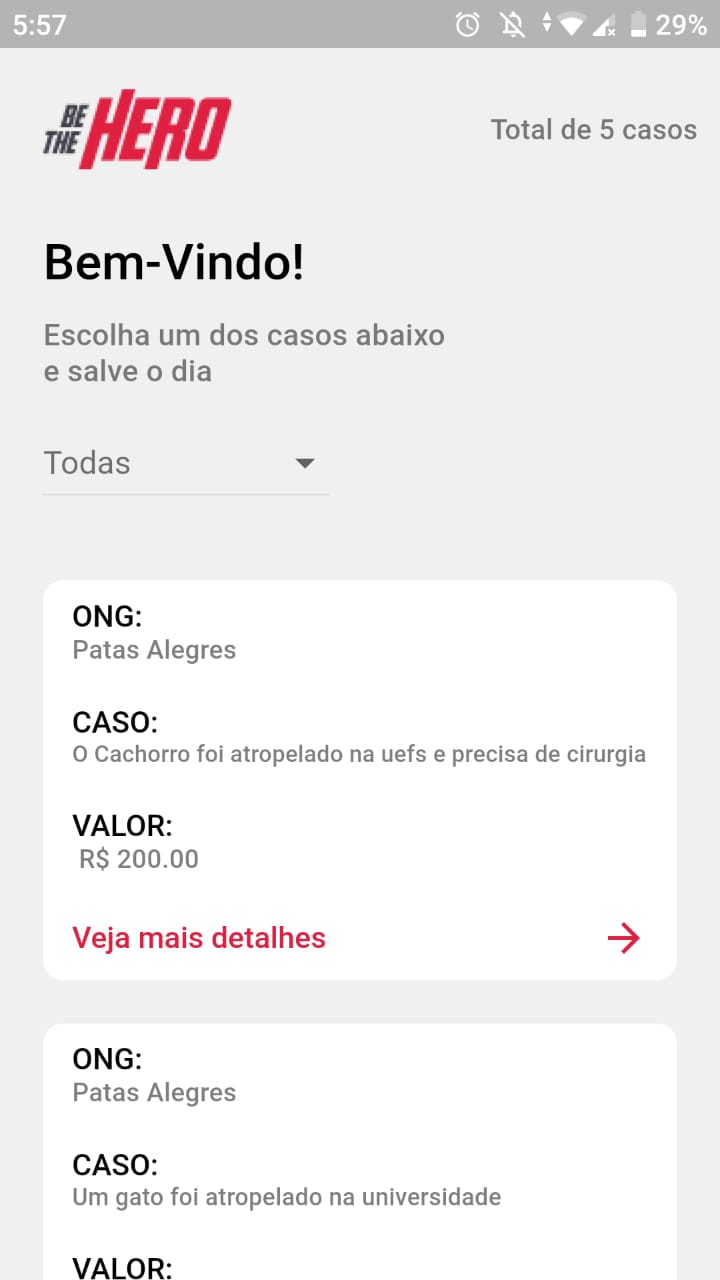 5:57 29%
BE THE HERO
Total de 5 casos
Bem-Vindo!
Escolha um dos casos abaixo
e salve o dia
Todas
ONG:
Patas Alegres
CASO:
O Cachorro foi atropelado na uefs e precisa de cirurgia
VALOR:
R$ 200.00
Veja mais detalhes
ONG:
Patas Alegres
CASO:
Um gato foi atropelado na universidade
VALOR: